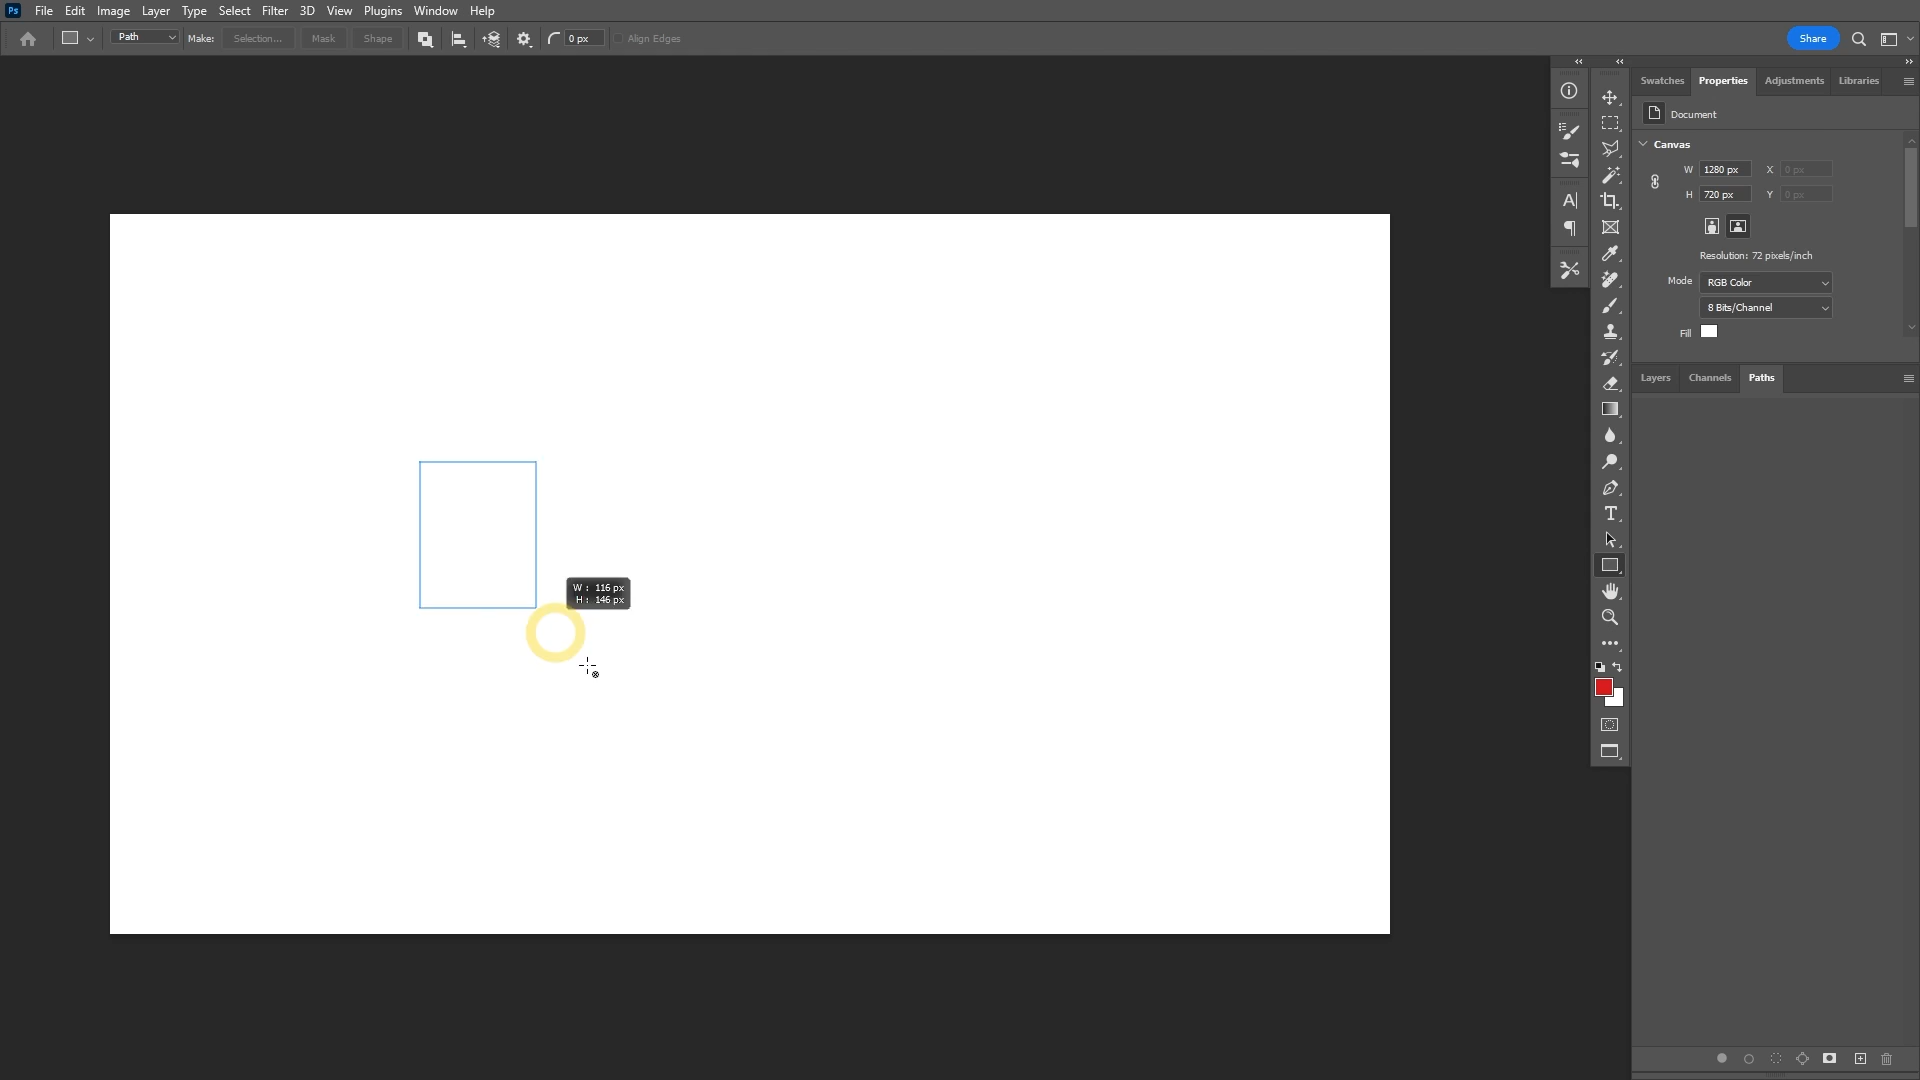 Ps File Edit Image Layer Type Select Filter 3D View Plugins Window Help
Path Make: Selection... Mask Shape 0 px Align Edges Share
Swatches Properties Adjustments Libraries
Document
Canvas
W 1280 px X 0 px
H 720 px Y 0 px
Resolution: 72 pixels/inch
Mode RGB Color
8 Bits/Channel
Fill
Layers Channels Paths
W : 116 px
H : 146 px